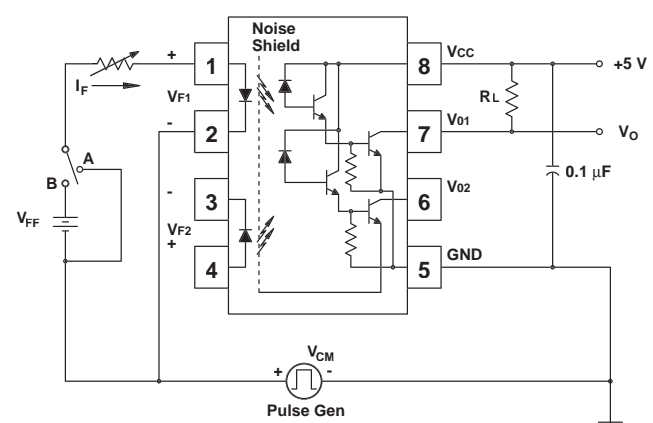 Noise
Shield
+
1
8
VCC
+5 V
IF
VF1
RL
-
2
7
V01
VO
A
B
0.1 μF
-
3
6
V02
VFF
VF2
+
4
5
GND
VCM
+
-
Pulse Gen